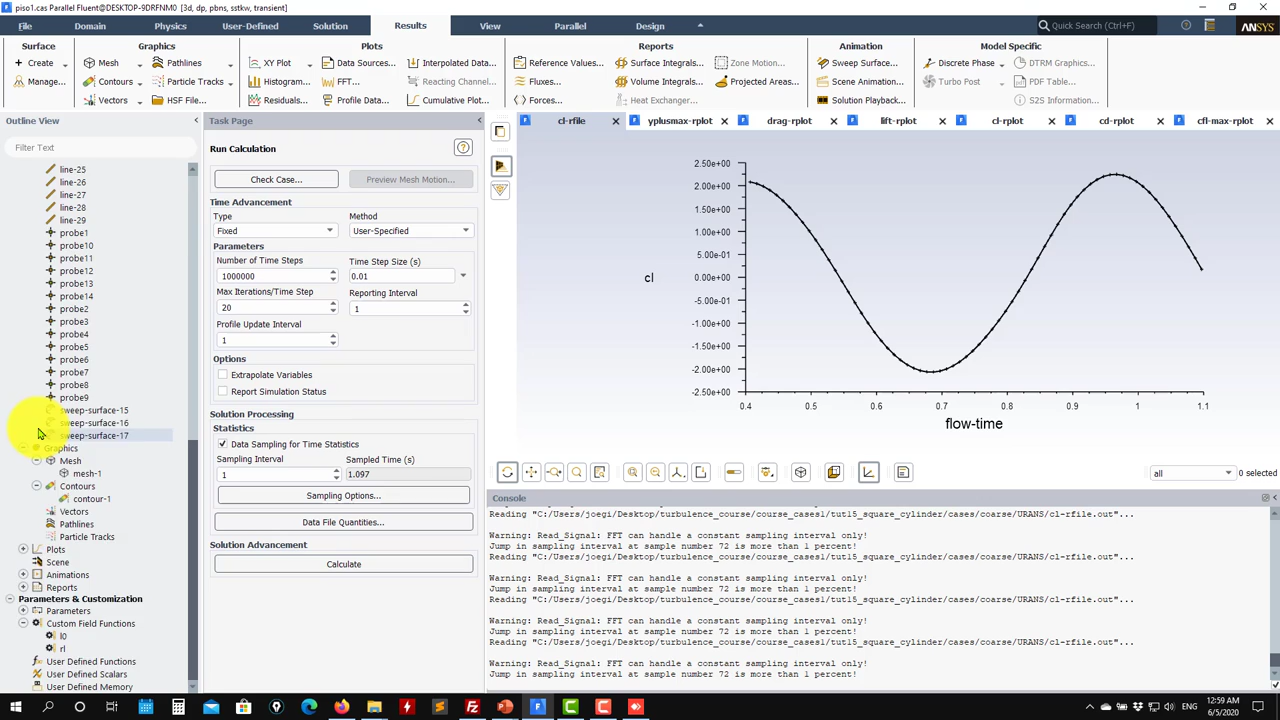 piso1.cas Parallel Fluent@DESKTOP-9DRFNM0 [3d, dp, pbns, sstkw, transient]
File Domain Physics User-Defined Solution Results View Parallel Design Quick Search (Ctrl+F) ANSYS
Surface Graphics Plots Reports Animation Model Specific
Create Mesh Pathlines XY Plot Data Sources... Interpolated Data... Reference Values... Surface Integrals... Zone Motion... Sweep Surface... Discrete Phase DTRM Graphics...
Manage... Contours Particle Tracks Histogram... FFT... Reacting Channel... Fluxes... Volume Integrals... Projected Areas... Scene Animation... Turbo Post PDF Table...
Vectors HSF File... Residuals... Profile Data... Cumulative Plot... Forces... Heat Exchanger... Solution Playback... S2S Information...
Outline View
Filter Text
line-25
line-26
line-27
line-28
line-29
probe1
probe10
probe11
probe12
probe13
probe14
probe2
probe3
probe4
probe5
probe6
probe7
probe8
probe9
sweep-surface-15
sweep-surface-16
sweep-surface-17
Graphics
Mesh
mesh-1
Contours
contour-1
Vectors
Pathlines
Particle Tracks
Plots
Scene
Animations
Reports
Parameters & Customization
Parameters
Custom Field Functions
l0
rl
User Defined Functions
User Defined Scalars
User Defined Memory
Task Page
Run Calculation
Check Case... Preview Mesh Motion...
Time Advancement
Type Method
Fixed User-Specified
Parameters
Number of Time Steps Time Step Size (s)
1000000 0.01
Max Iterations/Time Step Reporting Interval
20 1
Profile Update Interval
1
Options
Extrapolate Variables
Report Simulation Status
Solution Processing
Statistics
Data Sampling for Time Statistics
Sampling Interval Sampled Time (s)
1 1.097
Sampling Options...
Data File Quantities...
Solution Advancement
Calculate
cl-rfile yplusmax-rplot drag-rplot lift-rplot cl-rplot cd-rplot cfl-max-rplot
2.50e+00
2.00e+00
1.50e+00
1.00e+00
5.00e-01
cl 0.00e+00
-5.00e-01
-1.00e+00
-1.50e+00
-2.00e+00
-2.50e+00
0.4 0.5 0.6 0.7 0.8 0.9 1 1.1
flow-time
all 0 selected
Console
Reading "C:/Users/joegi/Desktop/turbulence_course/course_cases1/tut15_square_cylinder/cases/coarse/URANS/cl-rfile.out"...
Warning: Read_Signal: FFT can handle a constant sampling interval only!
Jump in sampling interval at sample number 72 is more than 1 percent!
Reading "C:/Users/joegi/Desktop/turbulence_course/course_cases1/tut15_square_cylinder/cases/coarse/URANS/cl-rfile.out"...
Warning: Read_Signal: FFT can handle a constant sampling interval only!
Jump in sampling interval at sample number 72 is more than 1 percent!
Reading "C:/Users/joegi/Desktop/turbulence_course/course_cases1/tut15_square_cylinder/cases/coarse/URANS/cl-rfile.out"...
Warning: Read_Signal: FFT can handle a constant sampling interval only!
Jump in sampling interval at sample number 72 is more than 1 percent!
Reading "C:/Users/joegi/Desktop/turbulence_course/course_cases1/tut15_square_cylinder/cases/coarse/URANS/cl-rfile.out"...
Warning: Read_Signal: FFT can handle a constant sampling interval only!
Jump in sampling interval at sample number 72 is more than 1 percent!
ENG 12:59 AM
6/5/2020